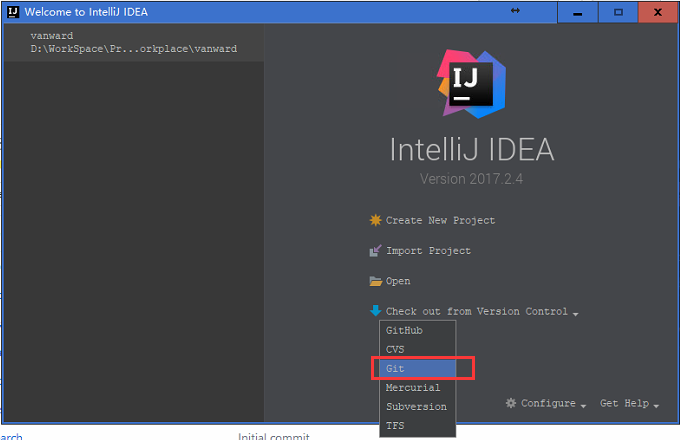 Welcome to IntelliJ IDEA
vanward
D:\WorkSpace\Pr...orkplace\vanward
IJ
IntelliJ IDEA
Version 2017.2.4
Create New Project
Import Project
Open
Check out from Version Control
GitHub
CVS
Git
Mercurial
Subversion
TFS
Configure
Get Help
arch
Initial commit